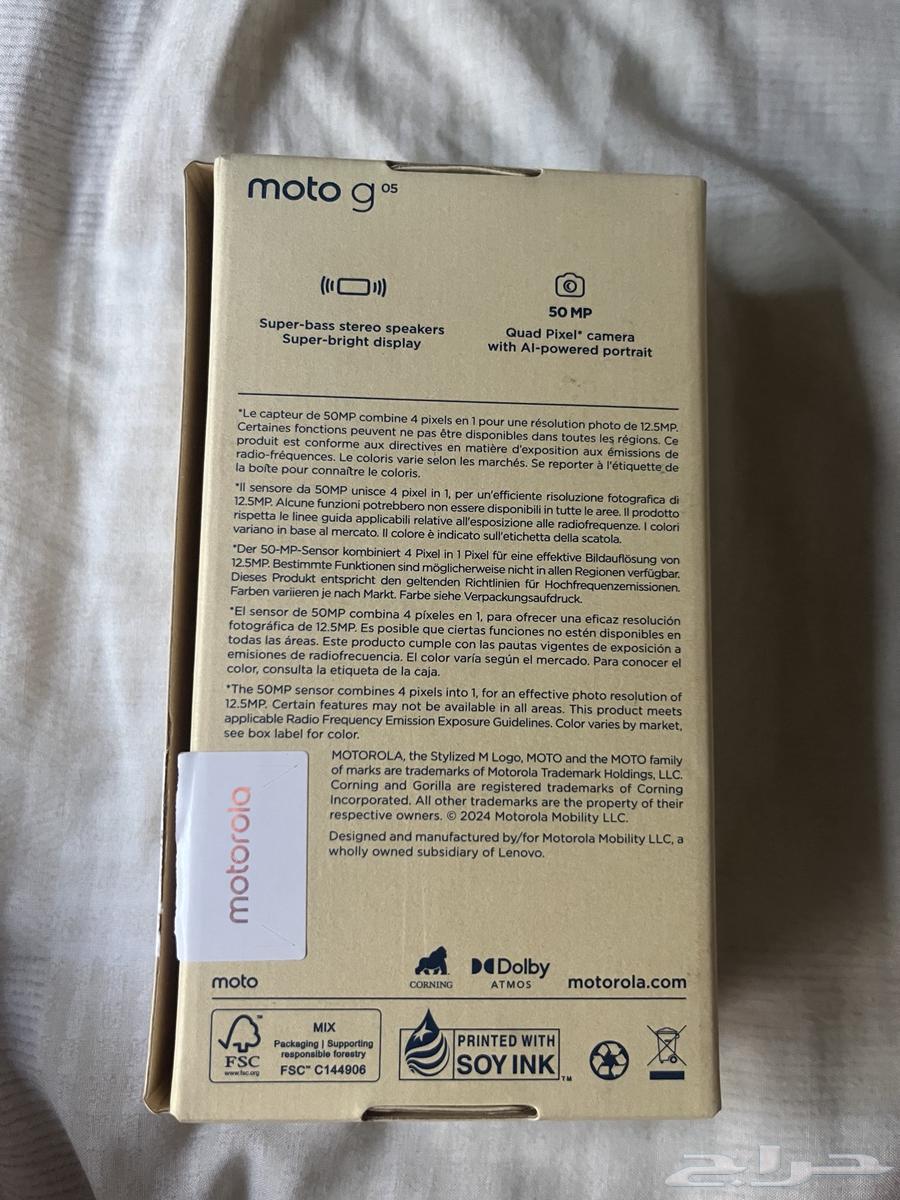 moto g 05
Super-bass stereo speakers
Super-bright display
50 MP
Quad Pixel* camera
with AI-powered portrait
*Le capteur de 50MP combine 4 pixels en 1 pour une résolution photo de 12.5MP.
Certaines fonctions peuvent ne pas être disponibles dans toutes les régions. Ce
produit est conforme aux directives en matière d'exposition aux émissions de
radio-fréquences. Le coloris varie selon les marchés. Se reporter à l'étiquette de
la boîte pour connaître le coloris.
*Il sensore da 50MP unisce 4 pixel in 1, per un'efficiente risoluzione fotografica di
12.5MP. Alcune funzioni potrebbero non essere disponibili in tutte le aree. Il prodotto
rispetta le linee guida applicabili relative all'esposizione alle radiofrequenze. I colori
variano in base al mercato. Il colore è indicato sull'etichetta della scatola.
*Der 50-MP-Sensor kombiniert 4 Pixel in 1 Pixel für eine effektive Bildauflösung von
12.5MP. Bestimmte Funktionen sind möglicherweise nicht in allen Regionen verfügbar.
Dieses Produkt entspricht den geltenden Richtlinien für Hochfrequenzemissionen.
Farben variieren je nach Markt. Farbe siehe Verpackungsaufdruck.
*El sensor de 50MP combina 4 píxeles en 1, para ofrecer una eficaz resolución
fotográfica de 12.5MP. Es posible que ciertas funciones no estén disponibles en
todas las áreas. Este producto cumple con las pautas vigentes de exposición a
emisiones de radiofrecuencia. El color varía según el mercado. Para conocer el
color, consulta la etiqueta de la caja.
*The 50MP sensor combines 4 pixels into 1, for an effective photo resolution of
12.5MP. Certain features may not be available in all areas. This product meets
applicable Radio Frequency Emission Exposure Guidelines. Color varies by market,
see box label for color.
MOTOROLA, the Stylized M Logo, MOTO and the MOTO family
of marks are trademarks of Motorola Trademark Holdings, LLC.
Corning and Gorilla are registered trademarks of Corning
Incorporated. All other trademarks are the property of their
respective owners. © 2024 Motorola Mobility LLC.
Designed and manufactured by/for Motorola Mobility LLC, a
wholly owned subsidiary of Lenovo.
motorola
moto
CORNING
Dolby
ATMOS
motorola.com
FSC
www.fsc.org
MIX
Packaging | Supporting
responsible forestry
FSC™ C144906
PRINTED WITH
SOY INK™
حراج